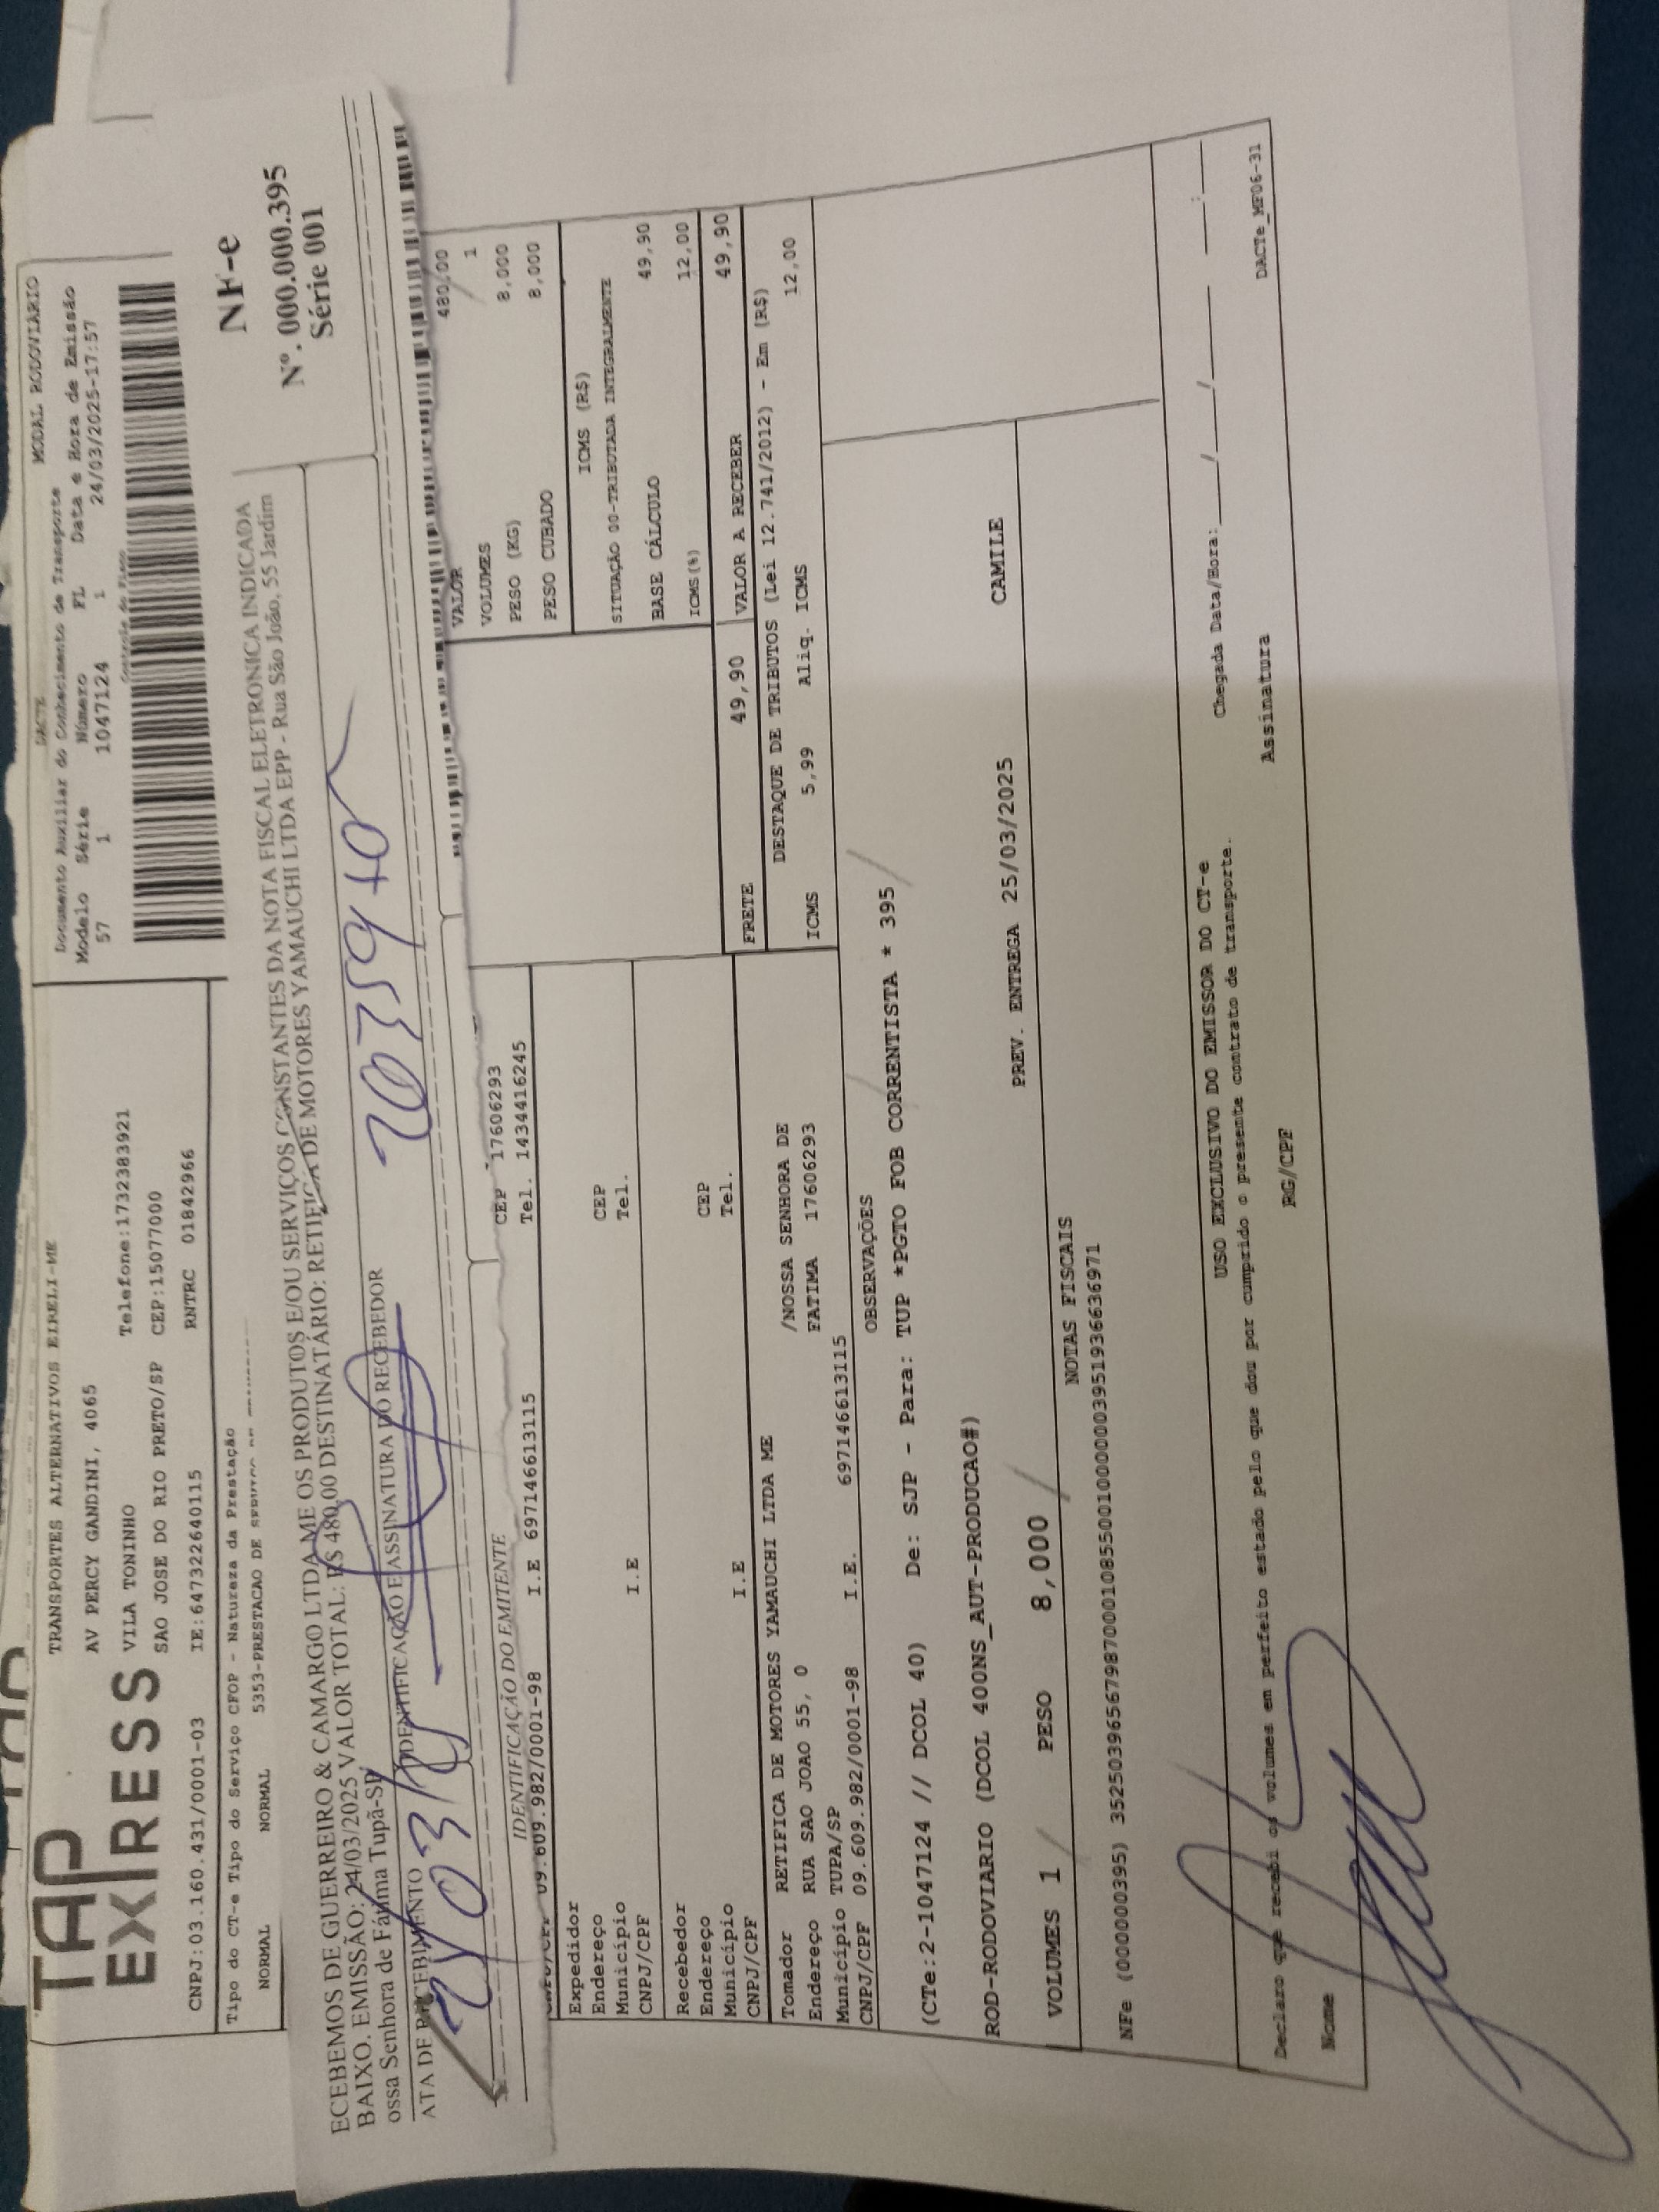 TAP
EXPRESS
TRANSPORTES ALTERNATIVOS EIRELI-ME
AV PERCY GANDINI, 4065
VILA TONINHO Telefone:1732383921
SAO JOSE DO RIO PRETO/SP CEP:15077000
CNPJ:03.160.431/0001-03 IE:647322640115 RNTRC 01842966
DACTE
MODAL RODOVIARIO
Documento Auxiliar do Conhecimento de Transporte
Modelo Série Número FL Data e Hora de Emissão
57 1 1047124 1 24/03/2025-17:57
Controle do Fisco
Tipo do CT-e Tipo do Serviço CFOP - Natureza da Prestação
NORMAL NORMAL 5353-PRESTACAO DE
ECEBEMOS DE GUERREIRO & CAMARGO LTDA ME OS PRODUTOS E/OU SERVIÇOS CONSTANTES DA NOTA FISCAL ELETRONICA INDICADA
BAIXO. EMISSÃO: 24/03/2025 VALOR TOTAL: R$ 480,00 DESTINATÁRIO: RETIFICA DE MOTORES YAMAUCHI LTDA EPP - Rua São João, 55 Jardim
ossa Senhora de Fátima Tupã-SP
NF-e
Nº. 000.000.395
Série 001
ATA DE RECEBIMENTO IDENTIFICAÇÃO E ASSINATURA DO RECEBEDOR
IDENTIFICAÇÃO DO EMITENTE
CEP 17606293
CNPJ/CPF 09.609.982/0001-98 I.E 697146613115 Tel. 1434416245
Expedidor
Endereço CEP
Município Tel.
CNPJ/CPF I.E
Recebedor
Endereço CEP
Município Tel.
CNPJ/CPF I.E
VALOR 480,00
VOLUMES 1
PESO (KG) 8,000
PESO CUBADO 8,000
ICMS (R$)
SITUAÇÃO 00-TRIBUTADA INTEGRALMENTE
BASE CÁLCULO 49,90
ICMS(%) 12,00
FRETE 49,90 VALOR A RECEBER 49,90
DESTAQUE DE TRIBUTOS (Lei 12.741/2012) - Em (R$)
ICMS 5,99 Aliq. ICMS 12,00
Tomador RETIFICA DE MOTORES YAMAUCHI LTDA ME
Endereço RUA SAO JOAO 55, 0 /NOSSA SENHORA DE
Município TUPA/SP FATIMA 17606293
CNPJ/CPF 09.609.982/0001-98 I.E. 697146613115
OBSERVAÇÕES
(CTe:2-1047124 // DCOL 40) De: SJP - Para: TUP *PGTO FOB CORRENTISTA * 395
ROD-RODOVIARIO (DCOL 400NS_AUT-PRODUCAO#)
VOLUMES 1 PESO 8,000 PREV. ENTREGA 25/03/2025 CAMILE
NOTAS FISCAIS
NFe (000000395) 35250396567987000108550010000003951936636971
USO EXCLUSIVO DO EMISSOR DO CT-e
Declaro que recebi os volumes em perfeito estado pelo que dou por cumprido o presente contrato de transporte.
Chegada Data/Hora:___/___/___ ___:___
Nome RG/CPF Assinatura
DACTe_MF06-31